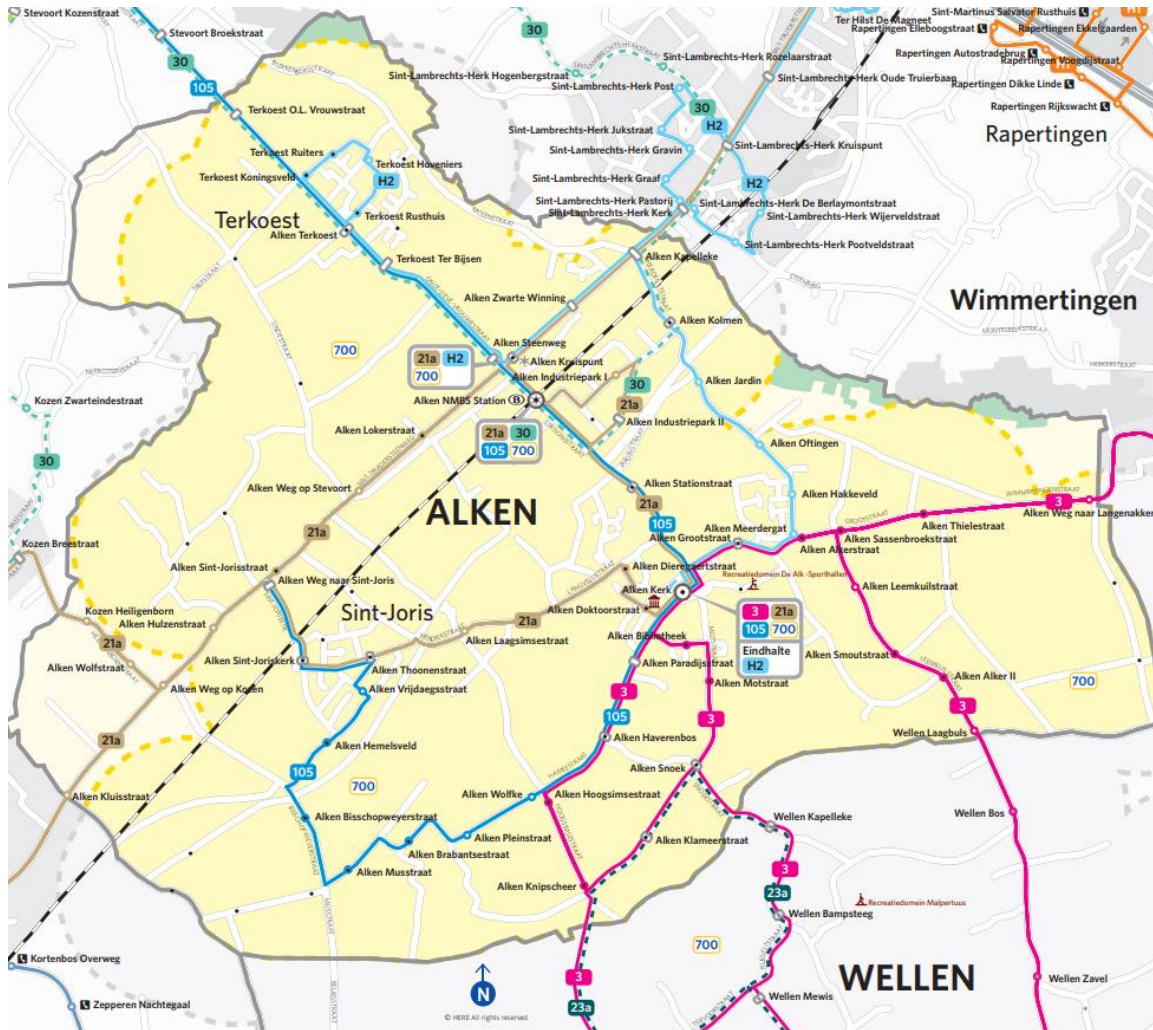 Stevoort Kozenstraat
Stevoort Broekstraat
30
105
30
Sint-Martinus Salvator Rusthuis
Ter Hilst De Magneet
Rapertingen Elleboogstraat
Rapertingen Ekkelgaarden
H1
Sint-Lambrechts-Herk Rozelaarstraat
Rapertingen Autostradebrug
Rapertingen Voogdijstraat
H1
Sint-Lambrechts-Herk Hogenbergstraat
Sint-Lambrechts-Herk Oude Truierbaan
Sint-Lambrechts-Herk Post
Rapertingen Dikke Linde
Rapertingen Rijkswacht
30
H2
Rapertingen
Terkoest O.L. Vrouwstraat
Sint-Lambrechts-Herk Jukstraat
Sint-Lambrechts-Herk Kruispunt
Sint-Lambrechts-Herk Gravin
Terkoest Ruiters
Terkoest Hoveniers
Terkoest Koningsveld
H2
Sint-Lambrechts-Herk Graaf
H2
Sint-Lambrechts-Herk Pastorij
Sint-Lambrechts-Herk De Berlaymontstraat
Sint-Lambrechts-Herk Kerk
Sint-Lambrechts-Herk Wijerveldstraat
Terkoest
Terkoest Rusthuis
MOLENSTRAAT
Alken Terkoest
Sint-Lambrechts-Herk Pootveldstraat
Terkoest Ter Bijsen
Alken Kapelleke
STEENWEG
Wimmertingen
Alken Zwarte Winning
Alken Kolmen
700
Alken Steenweg
Alken Kruispunt
21a H2
700
Alken Industriepark I
30
Alken Jardin
Alken NMBS Station B
21a
Kozen Zwarteindestraat
Alken Lokerstraat
Alken Industriepark II
21a 30
105 700
STATIONSTRAAT
Alken Oftingen
30
Alken Weg op Stevoort
Alken Stationstraat
ALKEN
21a
Alken Hakkeveld
WIMMERTINGENSTRAAT
3
Alken Weg naar Langenakker
105
Alken Meerdergat
GROOTSTRAAT
Alken Thielestraat
21a
Alken Grootstraat
Alken Sassenbroekstraat
Kozen Breestraat
Alken Alkerstraat
Alken Sint-Jorisstraat
Alken Dieregaertstraat
Alken Weg naar Sint-Joris
Recreatiedomein De Alk -Sporthallen
Alken Kerk
Alken Leemkuilstraat
Kozen Heiligenborn
Sint-Joris
Alken Doktoorstraat
3 21a
105 700
Eindhalte
H2
Alken Hulzenstraat
21a
Alken Laagsimsestraat
Alken Bibliotheek
21a
Alken Smoutstraat
Alken Wolfstraat
Alken Sint-Joriskerk
Alken Thoonenstraat
Alken Paradijsstraat
Alken Alker II
Alken Weg op Kozen
Alken Vrijdaegsstraat
3
Alken Motstraat
700
3
105
3
Wellen Laagbuls
21a
Alken Hemelsveld
Alken Haverenbos
105
Alken Snoek
700
Alken Kluisstraat
Alken Wolfke
Alken Hoogsimsestraat
Wellen Bos
Alken Bisschopweyerstraat
Wellen Kapelleke
Alken Pleinstraat
Alken Klameerstraat
Alken Brabantsestraat
Alken Musstraat
3
3
Alken Knipscheer
23a
Recreatiedomein Malpertuus
Wellen Bampsteeg
700
Kortenbos Overweg
WELLEN
3
Wellen Zavel
N
Wellen Mewis
Zepperen Nachtegaal
23a
© HERE All rights reserved.